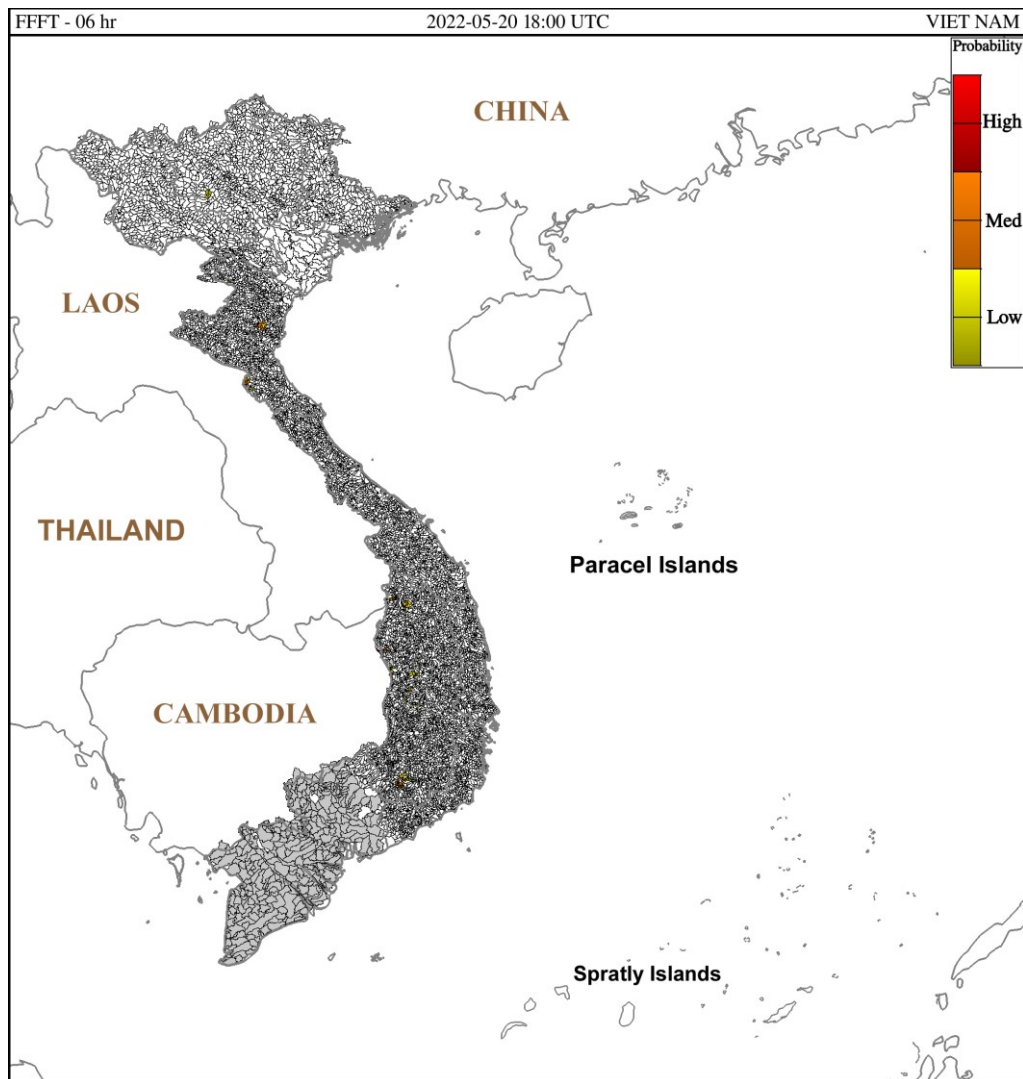 FFFT - 06 hr 2022-05-20 18:00 UTC VIET NAM
Probability
CHINA
High
Med
LAOS
Low
THAILAND
Paracel Islands
CAMBODIA
Spratly Islands